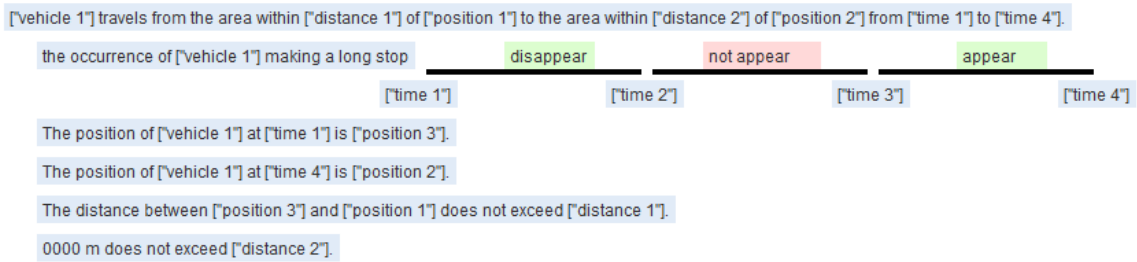 ["vehicle 1"] travels from the area within ["distance 1"] of ["position 1"] to the area within ["distance 2"] of ["position 2"] from ["time 1"] to ["time 4"].
the occurrence of ["vehicle 1"] making a long stop disappear not appear appear
["time 1"] ["time 2"] ["time 3"] ["time 4"]
The position of ["vehicle 1"] at ["time 1"] is ["position 3"].
The position of ["vehicle 1"] at ["time 4"] is ["position 2"].
The distance between ["position 3"] and ["position 1"] does not exceed ["distance 1"].
0000 m does not exceed ["distance 2"].